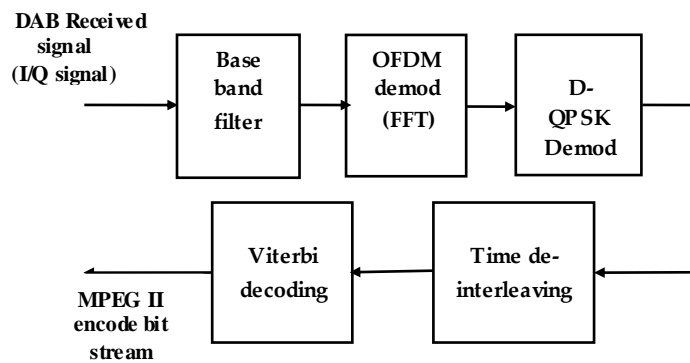 DAB Received
signal
(I/Q signal)
Base
band
filter
OFDM
demod
(FFT)
D-
QPSK
Demod
Time de-
interleaving
Viterbi
decoding
MPEG II
encode bit
stream